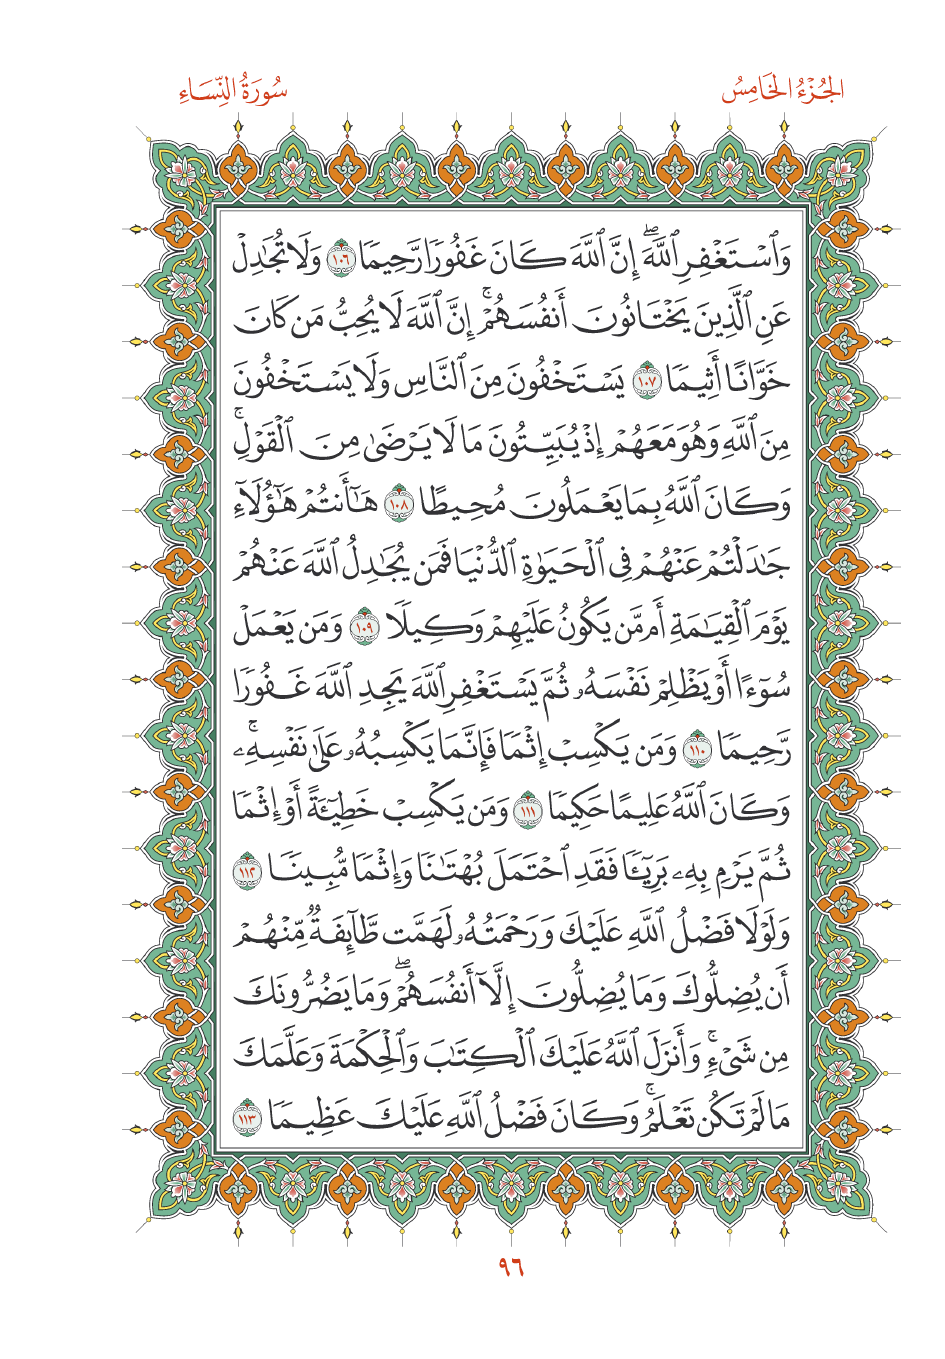 الجُزْءُ الخَامِسُ
سُورَةُ النِّسَاءِ
وَٱسْتَغْفِرِ ٱللَّهَۖ إِنَّ ٱللَّهَ كَانَ غَفُورًا رَّحِيمًا ١٠٦ وَلَا تُجَٰدِلْ
عَنِ ٱلَّذِينَ يَخْتَانُونَ أَنفُسَهُمْۚ إِنَّ ٱللَّهَ لَا يُحِبُّ مَن كَانَ
خَوَّانًا أَثِيمًا ١٠٧ يَسْتَخْفُونَ مِنَ ٱلنَّاسِ وَلَا يَسْتَخْفُونَ
مِنَ ٱللَّهِ وَهُوَ مَعَهُمْ إِذْ يُبَيِّتُونَ مَا لَا يَرْضَىٰ مِنَ ٱلْقَوْلِۚ
وَكَانَ ٱللَّهُ بِمَا يَعْمَلُونَ مُحِيطًا ١٠٨ هَٰٓأَنتُمْ هَٰٓؤُلَآءِ
جَٰدَلْتُمْ عَنْهُمْ فِى ٱلْحَيَوٰةِ ٱلدُّنْيَا فَمَن يُجَٰدِلُ ٱللَّهَ عَنْهُمْ
يَوْمَ ٱلْقِيَٰمَةِ أَم مَّن يَكُونُ عَلَيْهِمْ وَكِيلًا ١٠٩ وَمَن يَعْمَلْ
سُوٓءًا أَوْ يَظْلِمْ نَفْسَهُۥ ثُمَّ يَسْتَغْفِرِ ٱللَّهَ يَجِدِ ٱللَّهَ غَفُورًا
رَّحِيمًا ١١٠ وَمَن يَكْسِبْ إِثْمًا فَإِنَّمَا يَكْسِبُهُۥ عَلَىٰ نَفْسِهِۦۚ
وَكَانَ ٱللَّهُ عَلِيمًا حَكِيمًا ١١١ وَمَن يَكْسِبْ خَطِيٓـَٔةً أَوْ إِثْمًا
ثُمَّ يَرْمِ بِهِۦ بَرِيٓـًٔا فَقَدِ ٱحْتَمَلَ بُهْتَٰنًا وَإِثْمًا مُّبِينًا ١١٢
وَلَوْلَا فَضْلُ ٱللَّهِ عَلَيْكَ وَرَحْمَتُهُۥ لَهَمَّت طَّآئِفَةٌ مِّنْهُمْ
أَن يُضِلُّوكَ وَمَا يُضِلُّونَ إِلَّآ أَنفُسَهُمْۖ وَمَا يَضُرُّونَكَ
مِن شَىْءٍۚ وَأَنزَلَ ٱللَّهُ عَلَيْكَ ٱلْكِتَٰبَ وَٱلْحِكْمَةَ وَعَلَّمَكَ
مَا لَمْ تَكُن تَعْلَمُۚ وَكَانَ فَضْلُ ٱللَّهِ عَلَيْكَ عَظِيمًا ١١٣
٩٦